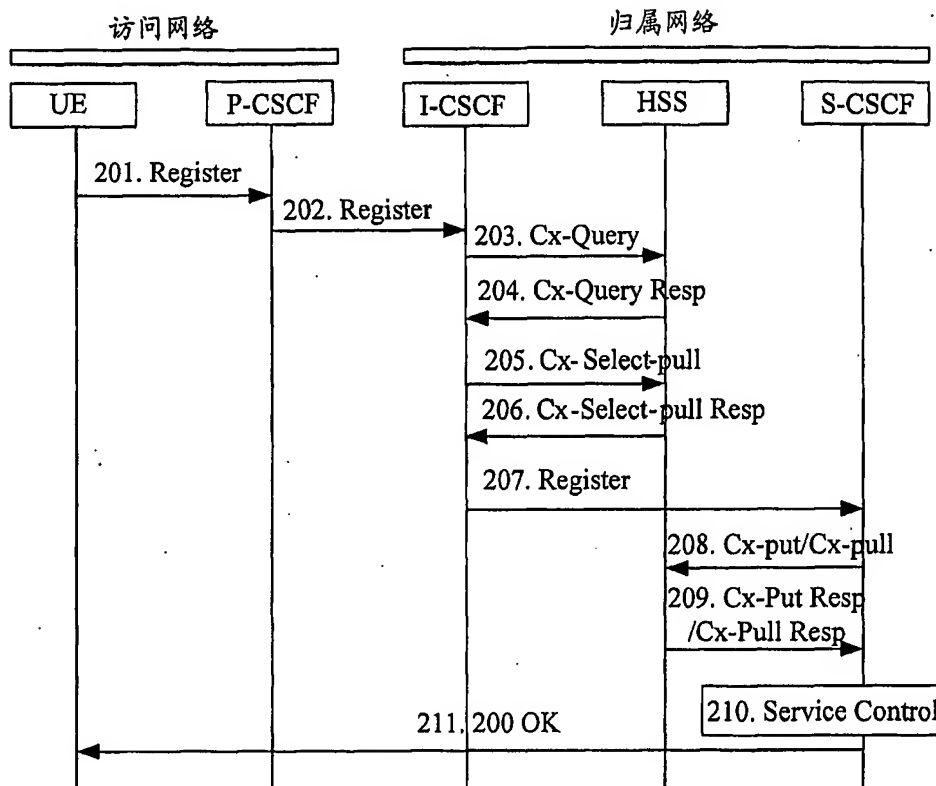 访问网络
归属网络
UE
P-CSCF
I-CSCF
HSS
S-CSCF
201. Register
202. Register
203. Cx-Query
204. Cx-Query Resp
205. Cx-Select-pull
206. Cx-Select-pull Resp
207. Register
208. Cx-put/Cx-pull
209. Cx-Put Resp
/Cx-Pull Resp
210. Service Control
211. 200 OK